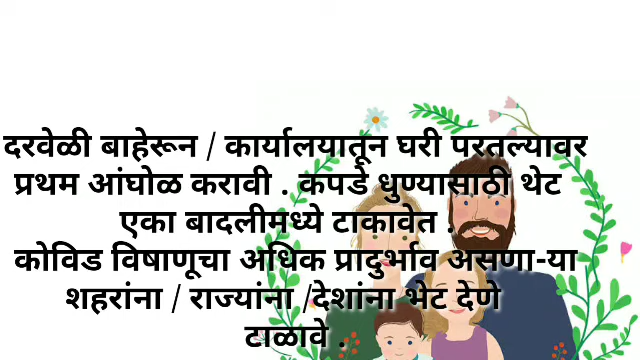 दरवेळी बाहेरून / कार्यालयातून घरी परतल्यावर
प्रथम आंघोळ करावी . कपडे धुण्यासाठी थेट
एका बादलीमध्ये टाकावेत .
कोविड विषाणूचा अधिक प्रादुर्भाव असणा-या
शहरांना / राज्यांना /देशांना भेट देणे
टाळावे .